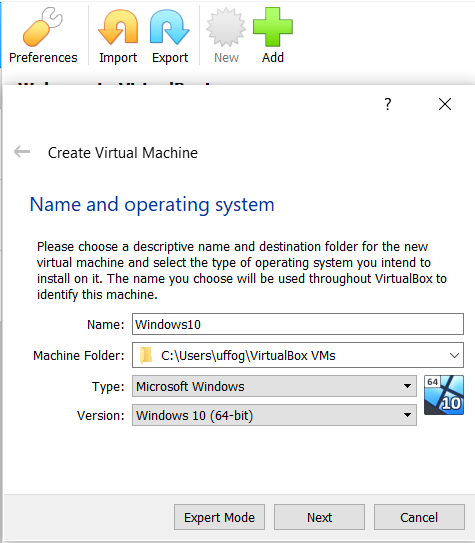 Preferences Import Export New Add
Welcome to VirtualBox!
?
Create Virtual Machine
Name and operating system
Please choose a descriptive name and destination folder for the new
virtual machine and select the type of operating system you intend to
install on it. The name you choose will be used throughout VirtualBox to
identify this machine.
Name: Windows10
Machine Folder: C:\Users\uffog\VirtualBox VMs
Type: Microsoft Windows
64
Version: Windows 10 (64-bit)
10
Expert Mode Next Cancel